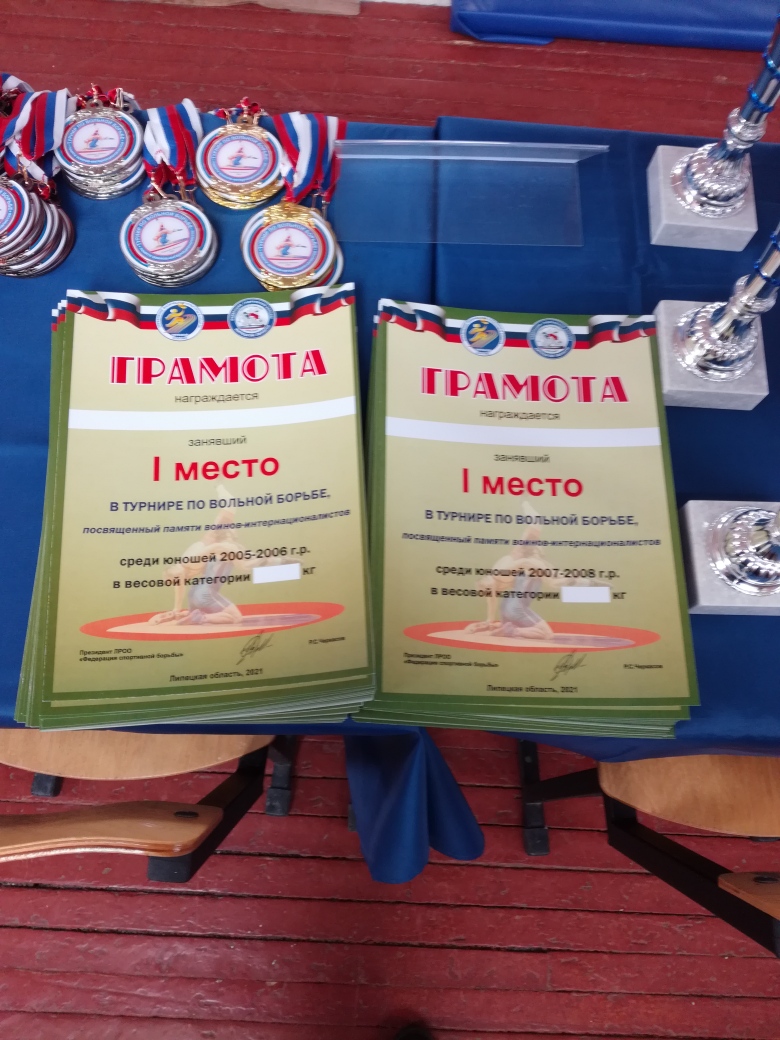 ГРАМОТА
награждается
занявший
I место
В ТУРНИРЕ ПО ВОЛЬНОЙ БОРЬБЕ,
посвященный памяти воинов-интернационалистов
среди юношей 2005-2006 г.р.
в весовой категории кг
Президент ПРОО
«Федерация спортивной борьбы»
Р.С.Черкасов
Липецкая область, 2021
ГРАМОТА
награждается
занявший
I место
В ТУРНИРЕ ПО ВОЛЬНОЙ БОРЬБЕ,
посвященный памяти воинов-интернационалистов
среди юношей 2007-2008 г.р.
в весовой категории кг
Президент ПРОО
«Федерация спортивной борьбы»
Р.С.Черкасов
Липецкая область, 2021